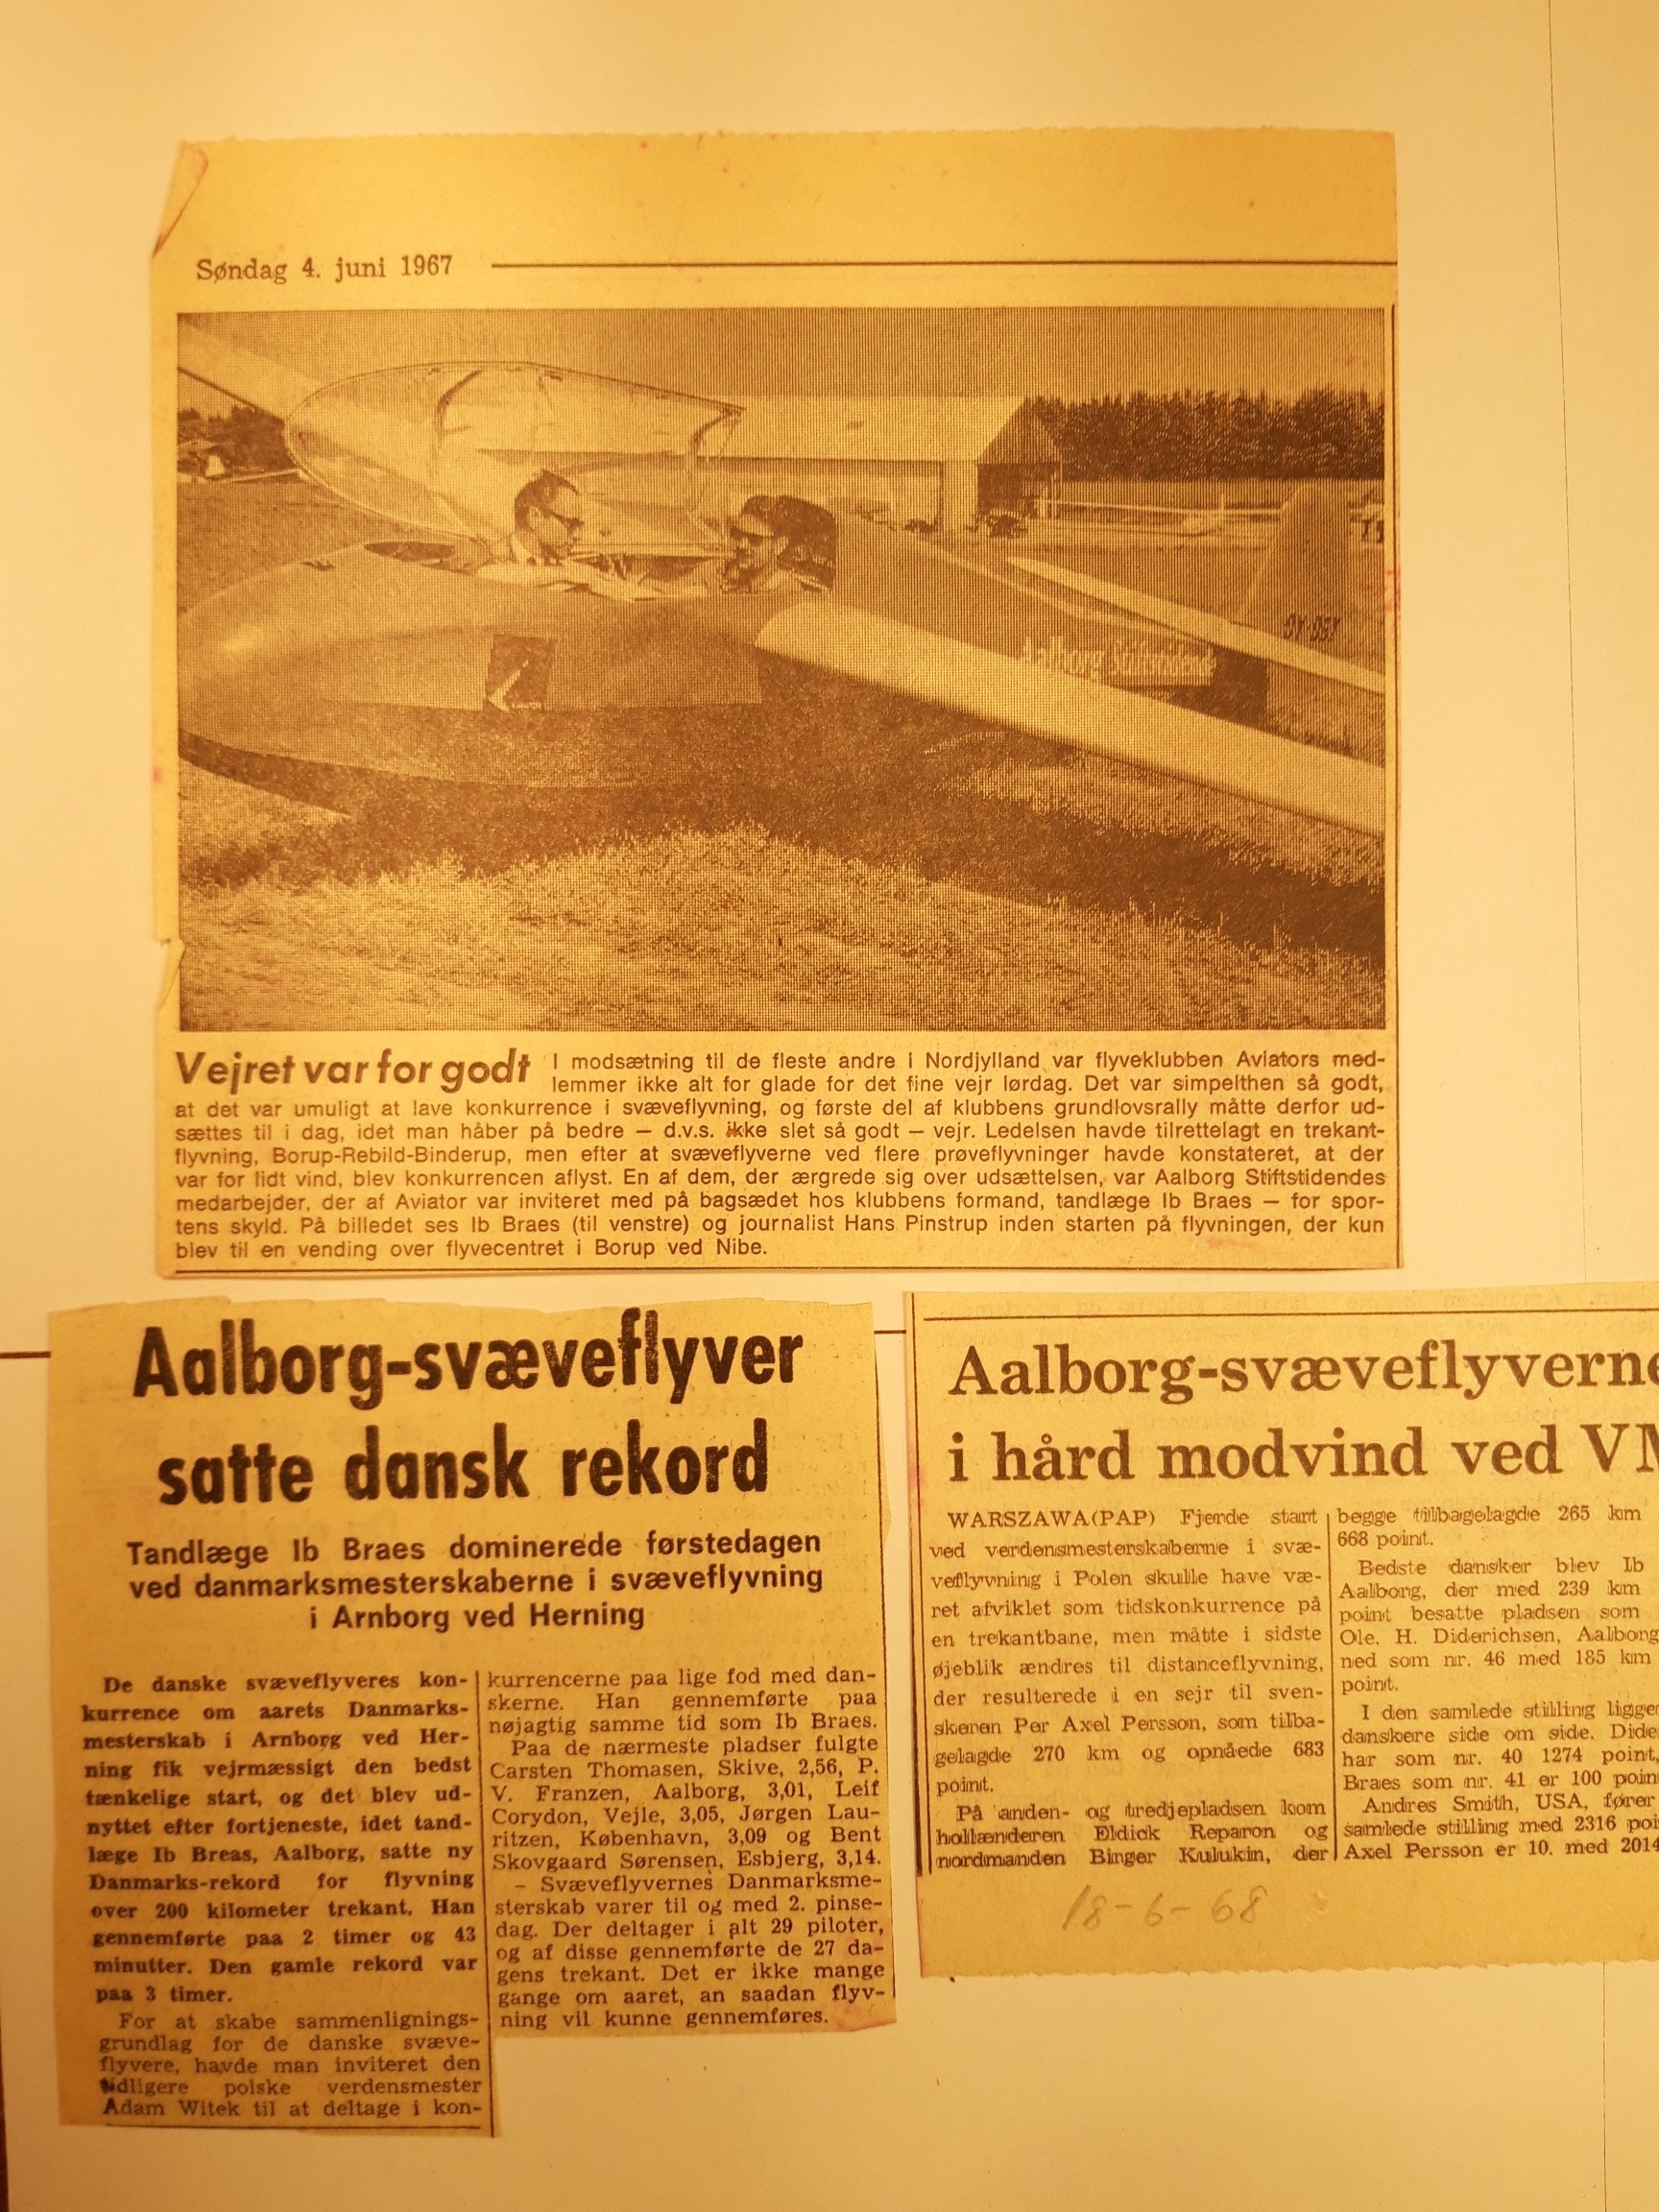 Søndag 4. juni 1967
Aalborg Stiftstidende
Vejret var for godt I modsætning til de fleste andre i Nordjylland var flyveklubben Aviators med-
lemmer ikke alt for glade for det fine vejr lørdag. Det var simpelthen så godt,
at det var umuligt at lave konkurrence i svæveflyvning, og første del af klubbens grundlovsrally måtte derfor ud-
sættes til i dag, idet man håber på bedre — d.v.s. ikke slet så godt — vejr. Ledelsen havde tilrettelagt en trekant-
flyvning, Borup-Rebild-Binderup, men efter at svæveflyverne ved flere prøveflyvninger havde konstateret, at der
var for lidt vind, blev konkurrencen aflyst. En af dem, der ærgrede sig over udsættelsen, var Aalborg Stiftstidendes
medarbejder, der af Aviator var inviteret med på bagsædet hos klubbens formand, tandlæge Ib Braes — for spor-
tens skyld. På billedet ses Ib Braes (til venstre) og journalist Hans Pinstrup inden starten på flyvningen, der kun
blev til en vending over flyvecentret i Borup ved Nibe.
Aalborg-svæveflyver
satte dansk rekord
Tandlæge Ib Braes dominerede førstedagen
ved danmarksmesterskaberne i svæveflyvning
i Arnborg ved Herning
De danske svæveflyveres kon-
kurrence om aarets Danmarks-
mesterskab i Arnborg ved Her-
ning fik vejrmæssigt den bedst
tænkelige start, og det blev ud-
nyttet efter fortjeneste, idet tand-
læge Ib Breas, Aalborg, satte ny
Danmarks-rekord for flyvning
over 200 kilometer trekant. Han
gennemførte paa 2 timer og 43
minutter. Den gamle rekord var
paa 3 timer.
For at skabe sammenlignings-
grundlag for de danske svæve-
flyvere, havde man inviteret den
tidligere polske verdensmester
Adam Witek til at deltage i kon-
kurrencerne paa lige fod med dan-
skerne. Han gennemførte paa
nøjagtig samme tid som Ib Braes.
Paa de nærmeste pladser fulgte
Carsten Thomasen, Skive, 2,56, P.
V. Franzen, Aalborg, 3,01, Leif
Corydon, Vejle, 3,05, Jørgen Lau-
ritzen, København, 3,09 og Bent
Skovgaard Sørensen, Esbjerg, 3,14.
– Svæveflyvernes Danmarksme-
sterskab varer til og med 2. pinse-
dag. Der deltager i alt 29 piloter,
og af disse gennemførte de 27 da-
gens trekant. Det er ikke mange
gange om aaret, an saadan flyv-
ning vil kunne gennemføres.
Aalborg-svæveflyverne
i hård modvind ved VM
WARSZAWA(PAP) Fjerde start
ved verdensmesterskaberne i svæ-
veflyvning i Polen skulle have væ-
ret afviklet som tidskonkurrence på
en trekantbane, men måtte i sidste
øjeblik ændres til distanceflyvning,
der resulterede i en sejr til sven-
skeren Per Axel Persson, som tilba-
gelagde 270 km og opnåede 683
point.
På anden- og tredjepladsen kom
hollænderen Eldick Reparon og
nordmanden Binger Kulukin, der
begge tilbagelagde 265 km
668 point.
Bedste dansker blev Ib
Aalborg, der med 239 km
point besatte pladsen som
Ole. H. Diderichsen, Aalborg
ned som nr. 46 med 185 km
point.
I den samlede stilling ligger
danskere side om side. Dide
har som nr. 40 1274 point,
Braes som nr. 41 er 100 poin
Andres Smith, USA, fører
samlede stilling med 2316 poi
Axel Persson er 10. med 2014
18-6-68